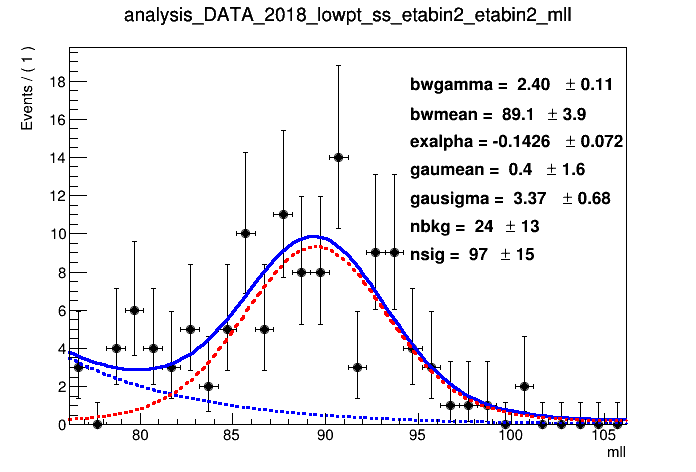 analysis_DATA_2018_lowpt_ss_etabin2_etabin2_mll
Events / ( 1 )
18
16
14
12
10
8
6
4
2
0
bwgamma = 2.40 ± 0.11
bwmean = 89.1 ± 3.9
exalpha = -0.1426 ± 0.072
gaumean = 0.4 ± 1.6
gausigma = 3.37 ± 0.68
nbkg = 24 ± 13
nsig = 97 ± 15
80 85 90 95 100 105
mll